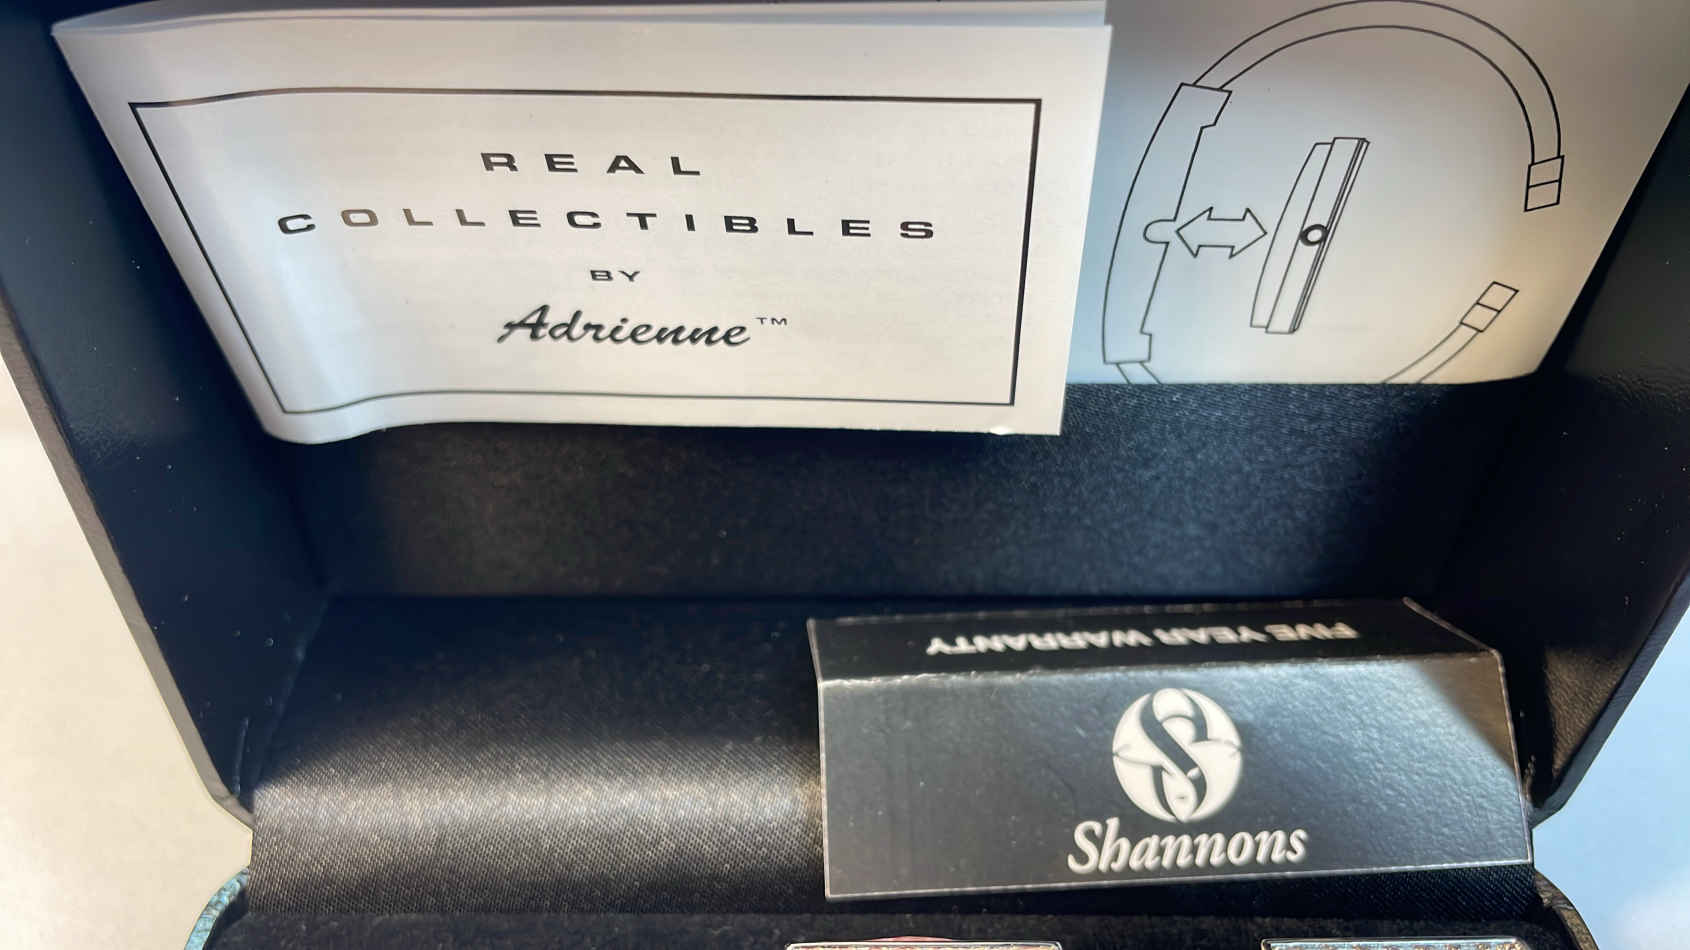 REAL
COLLECTIBLES
BY
Adrienne™
FIVE YEAR WARRANTY
Shannons